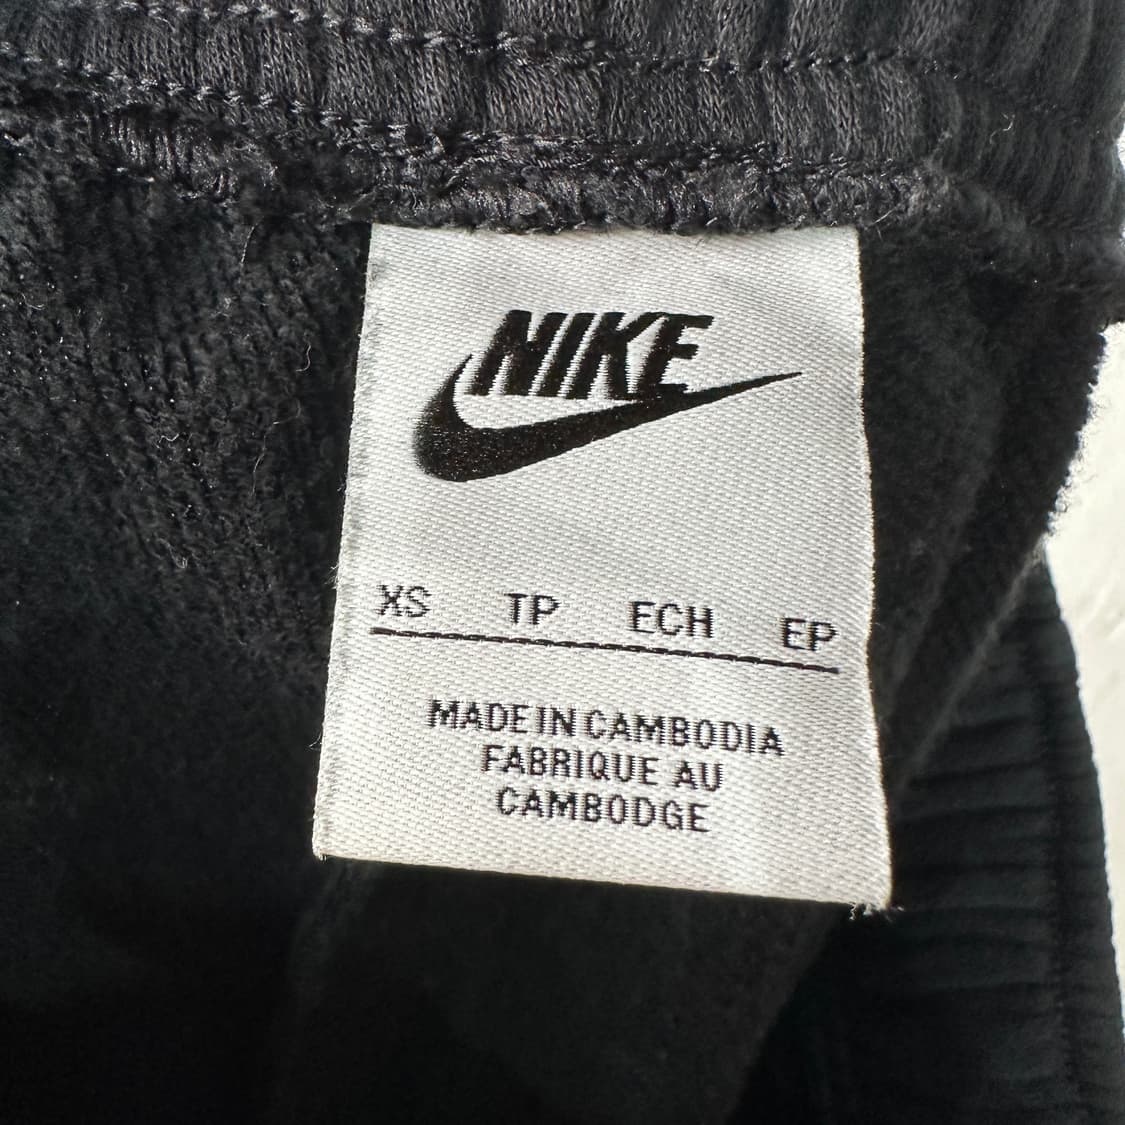 NIKE
XS TP ECH EP
MADE IN CAMBODIA
FABRIQUE AU
CAMBODGE